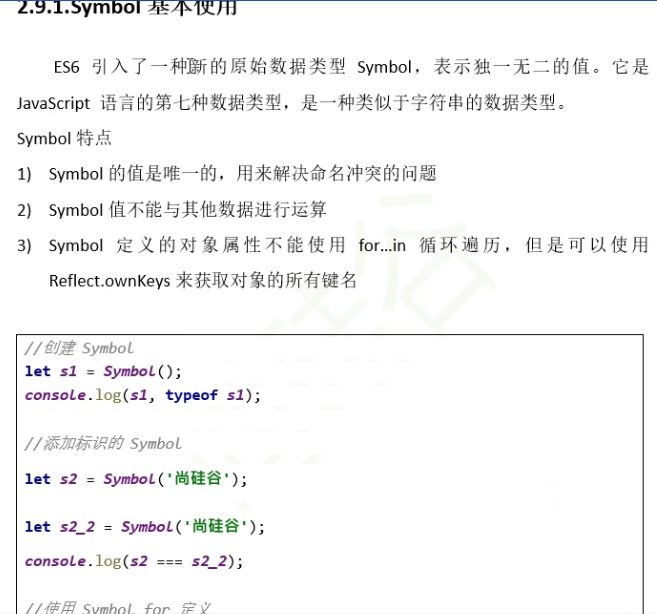 2.9.1.Symbol 基本使用
ES6 引入了一种新的原始数据类型 Symbol，表示独一无二的值。它是
JavaScript 语言的第七种数据类型，是一种类似于字符串的数据类型。
Symbol 特点
1) Symbol 的值是唯一的，用来解决命名冲突的问题
2) Symbol 值不能与其他数据进行运算
3) Symbol 定义的对象属性不能使用 for…in 循环遍历，但是可以使用
Reflect.ownKeys 来获取对象的所有键名
//创建 Symbol
let s1 = Symbol();
console.log(s1, typeof s1);
//添加标识的 Symbol
let s2 = Symbol('尚硅谷');
let s2_2 = Symbol('尚硅谷');
console.log(s2 === s2_2);
//使用 Symbol for 定义